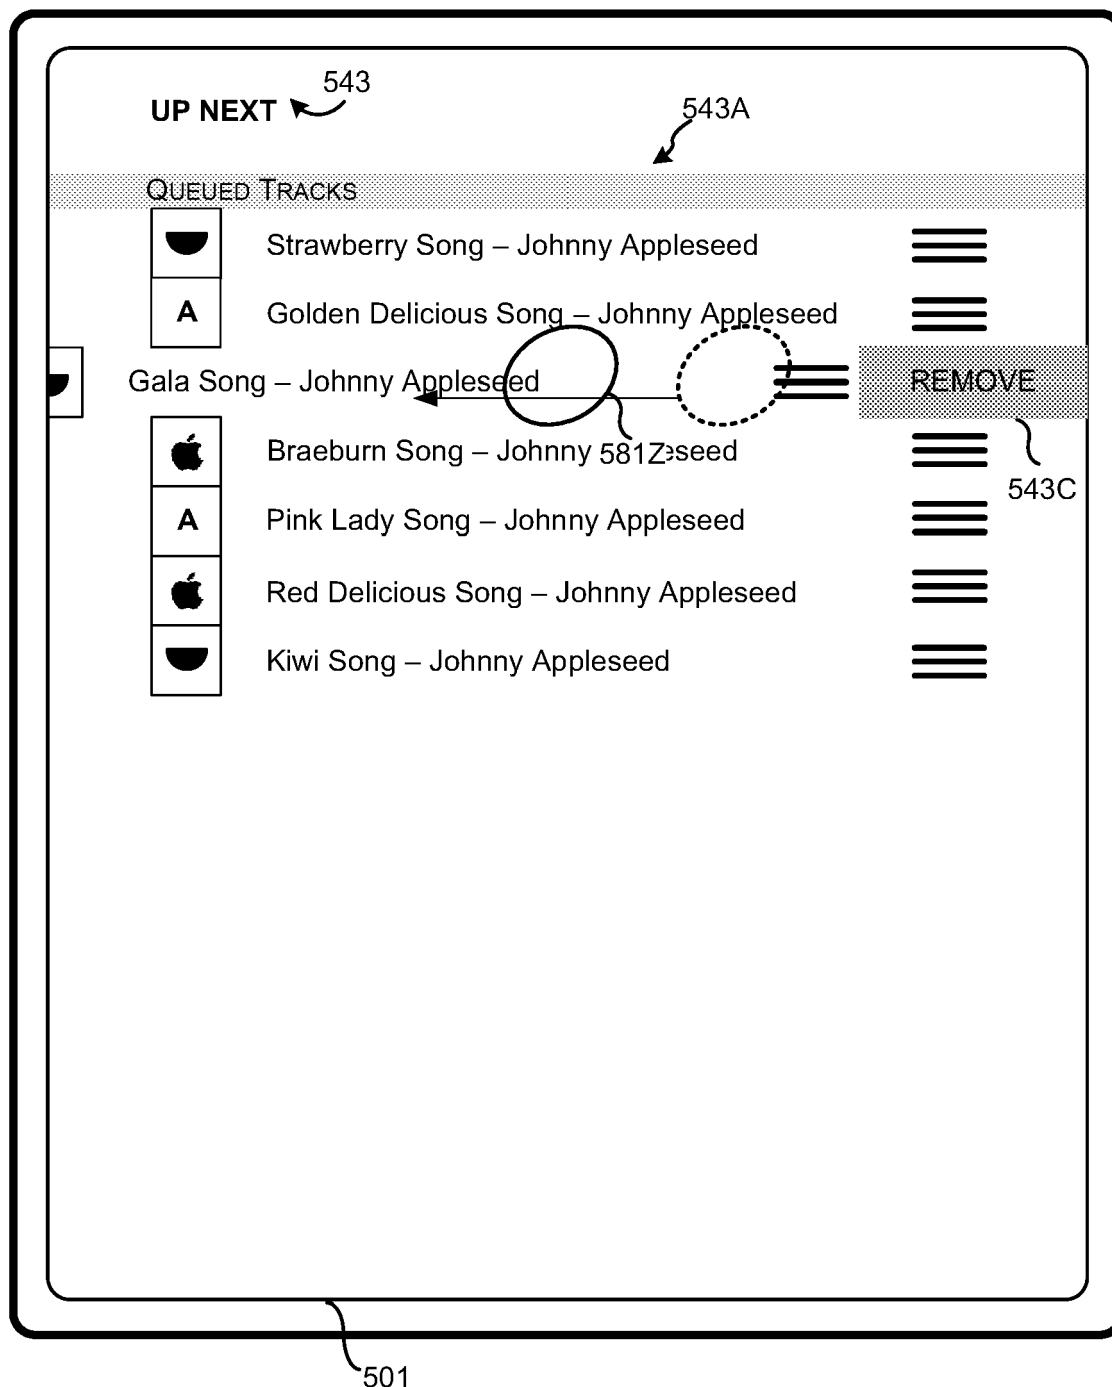 543
UP NEXT
543A
QUEUED TRACKS
Strawberry Song – Johnny Appleseed
A Golden Delicious Song – Johnny Appleseed
Gala Song – Johnny Appleseed REMOVE
Braeburn Song – Johnny eseed
581Z
543C
A Pink Lady Song – Johnny Appleseed
Red Delicious Song – Johnny Appleseed
Kiwi Song – Johnny Appleseed
501